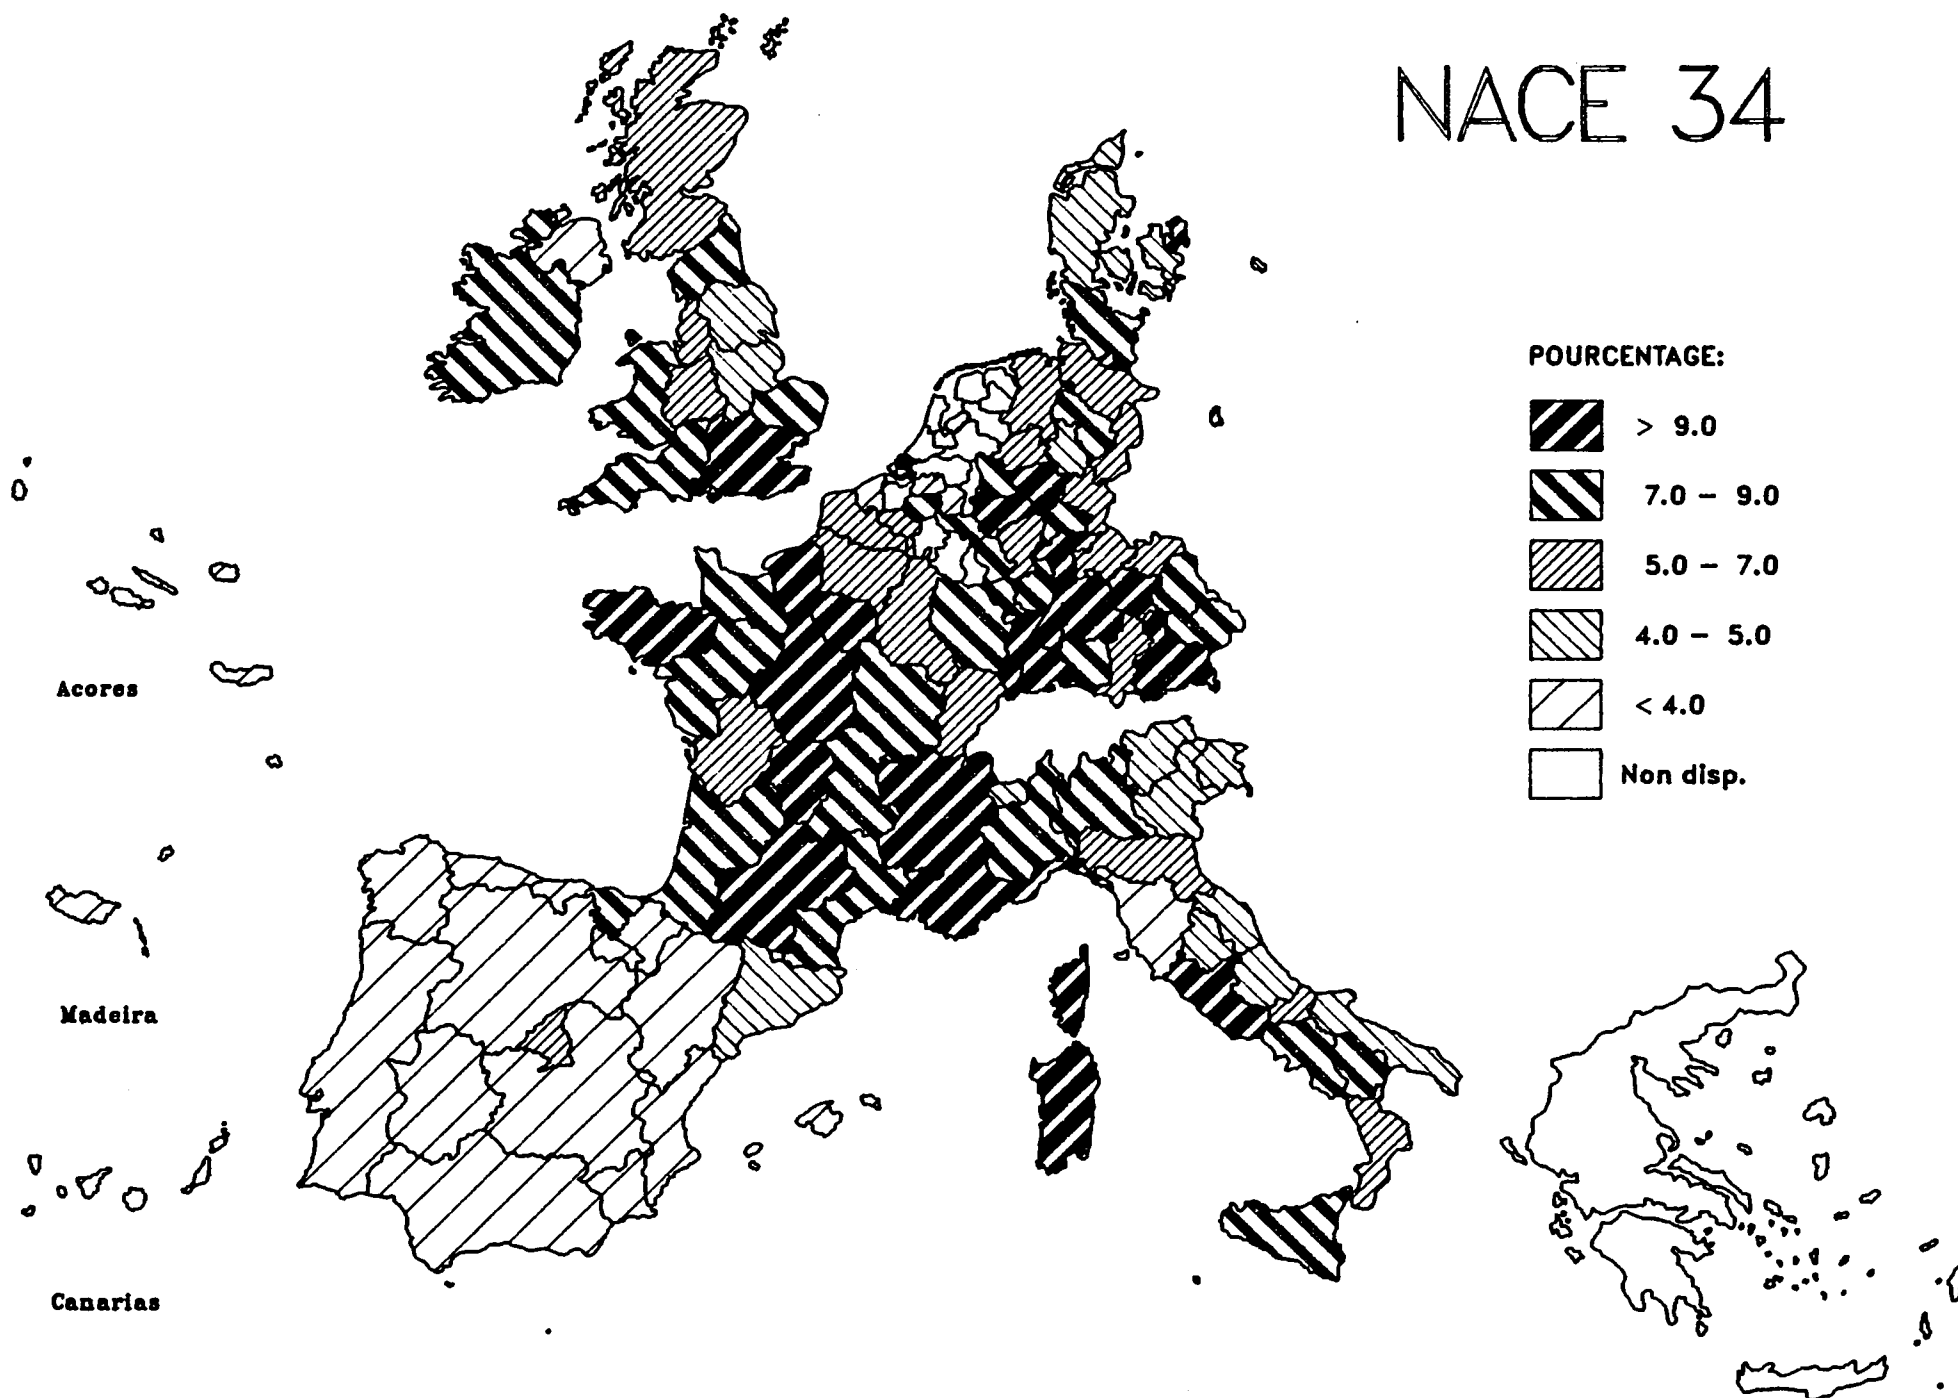 NACE 34
POURCENTAGE:
> 9.0
7.0 – 9.0
5.0 – 7.0
4.0 – 5.0
< 4.0
Non disp.
Acores
Madeira
Canarias